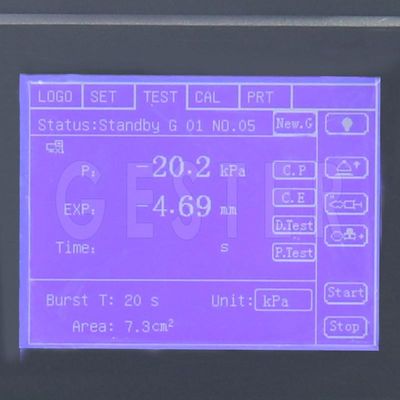 LOGO SET TEST CAL PRT
Status:Standby G 01 NO.05 New.G
P: -20.2 kPa C.P
EXP: -4.69 mm C.E
D.Test
Time: s P.Test
Burst T: 20 s Unit: kPa Start
Area: 7.3cm² Stop
GESTER